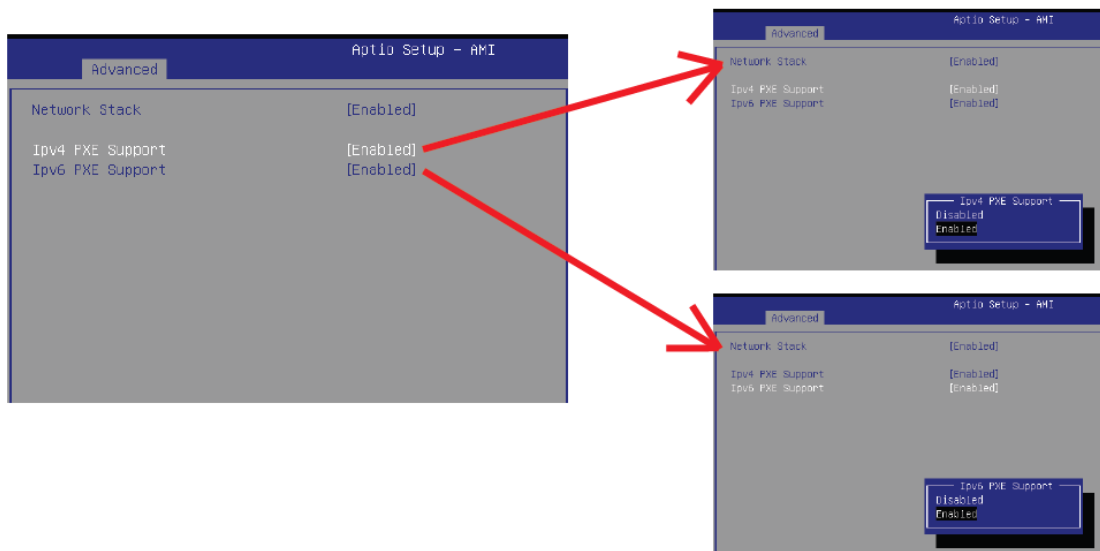 Aptio Setup - AMI
Advanced
Network Stack [Enabled]
Ipv4 PXE Support [Enabled]
Ipv6 PXE Support [Enabled]
Aptio Setup - AMI
Advanced
Network Stack [Enabled]
Ipv4 PXE Support [Enabled]
Ipv6 PXE Support [Enabled]
Ipv4 PXE Support
Disabled
Enabled
Aptio Setup - AMI
Advanced
Network Stack [Enabled]
Ipv4 PXE Support [Enabled]
Ipv6 PXE Support [Enabled]
Ipv6 PXE Support
Disabled
Enabled